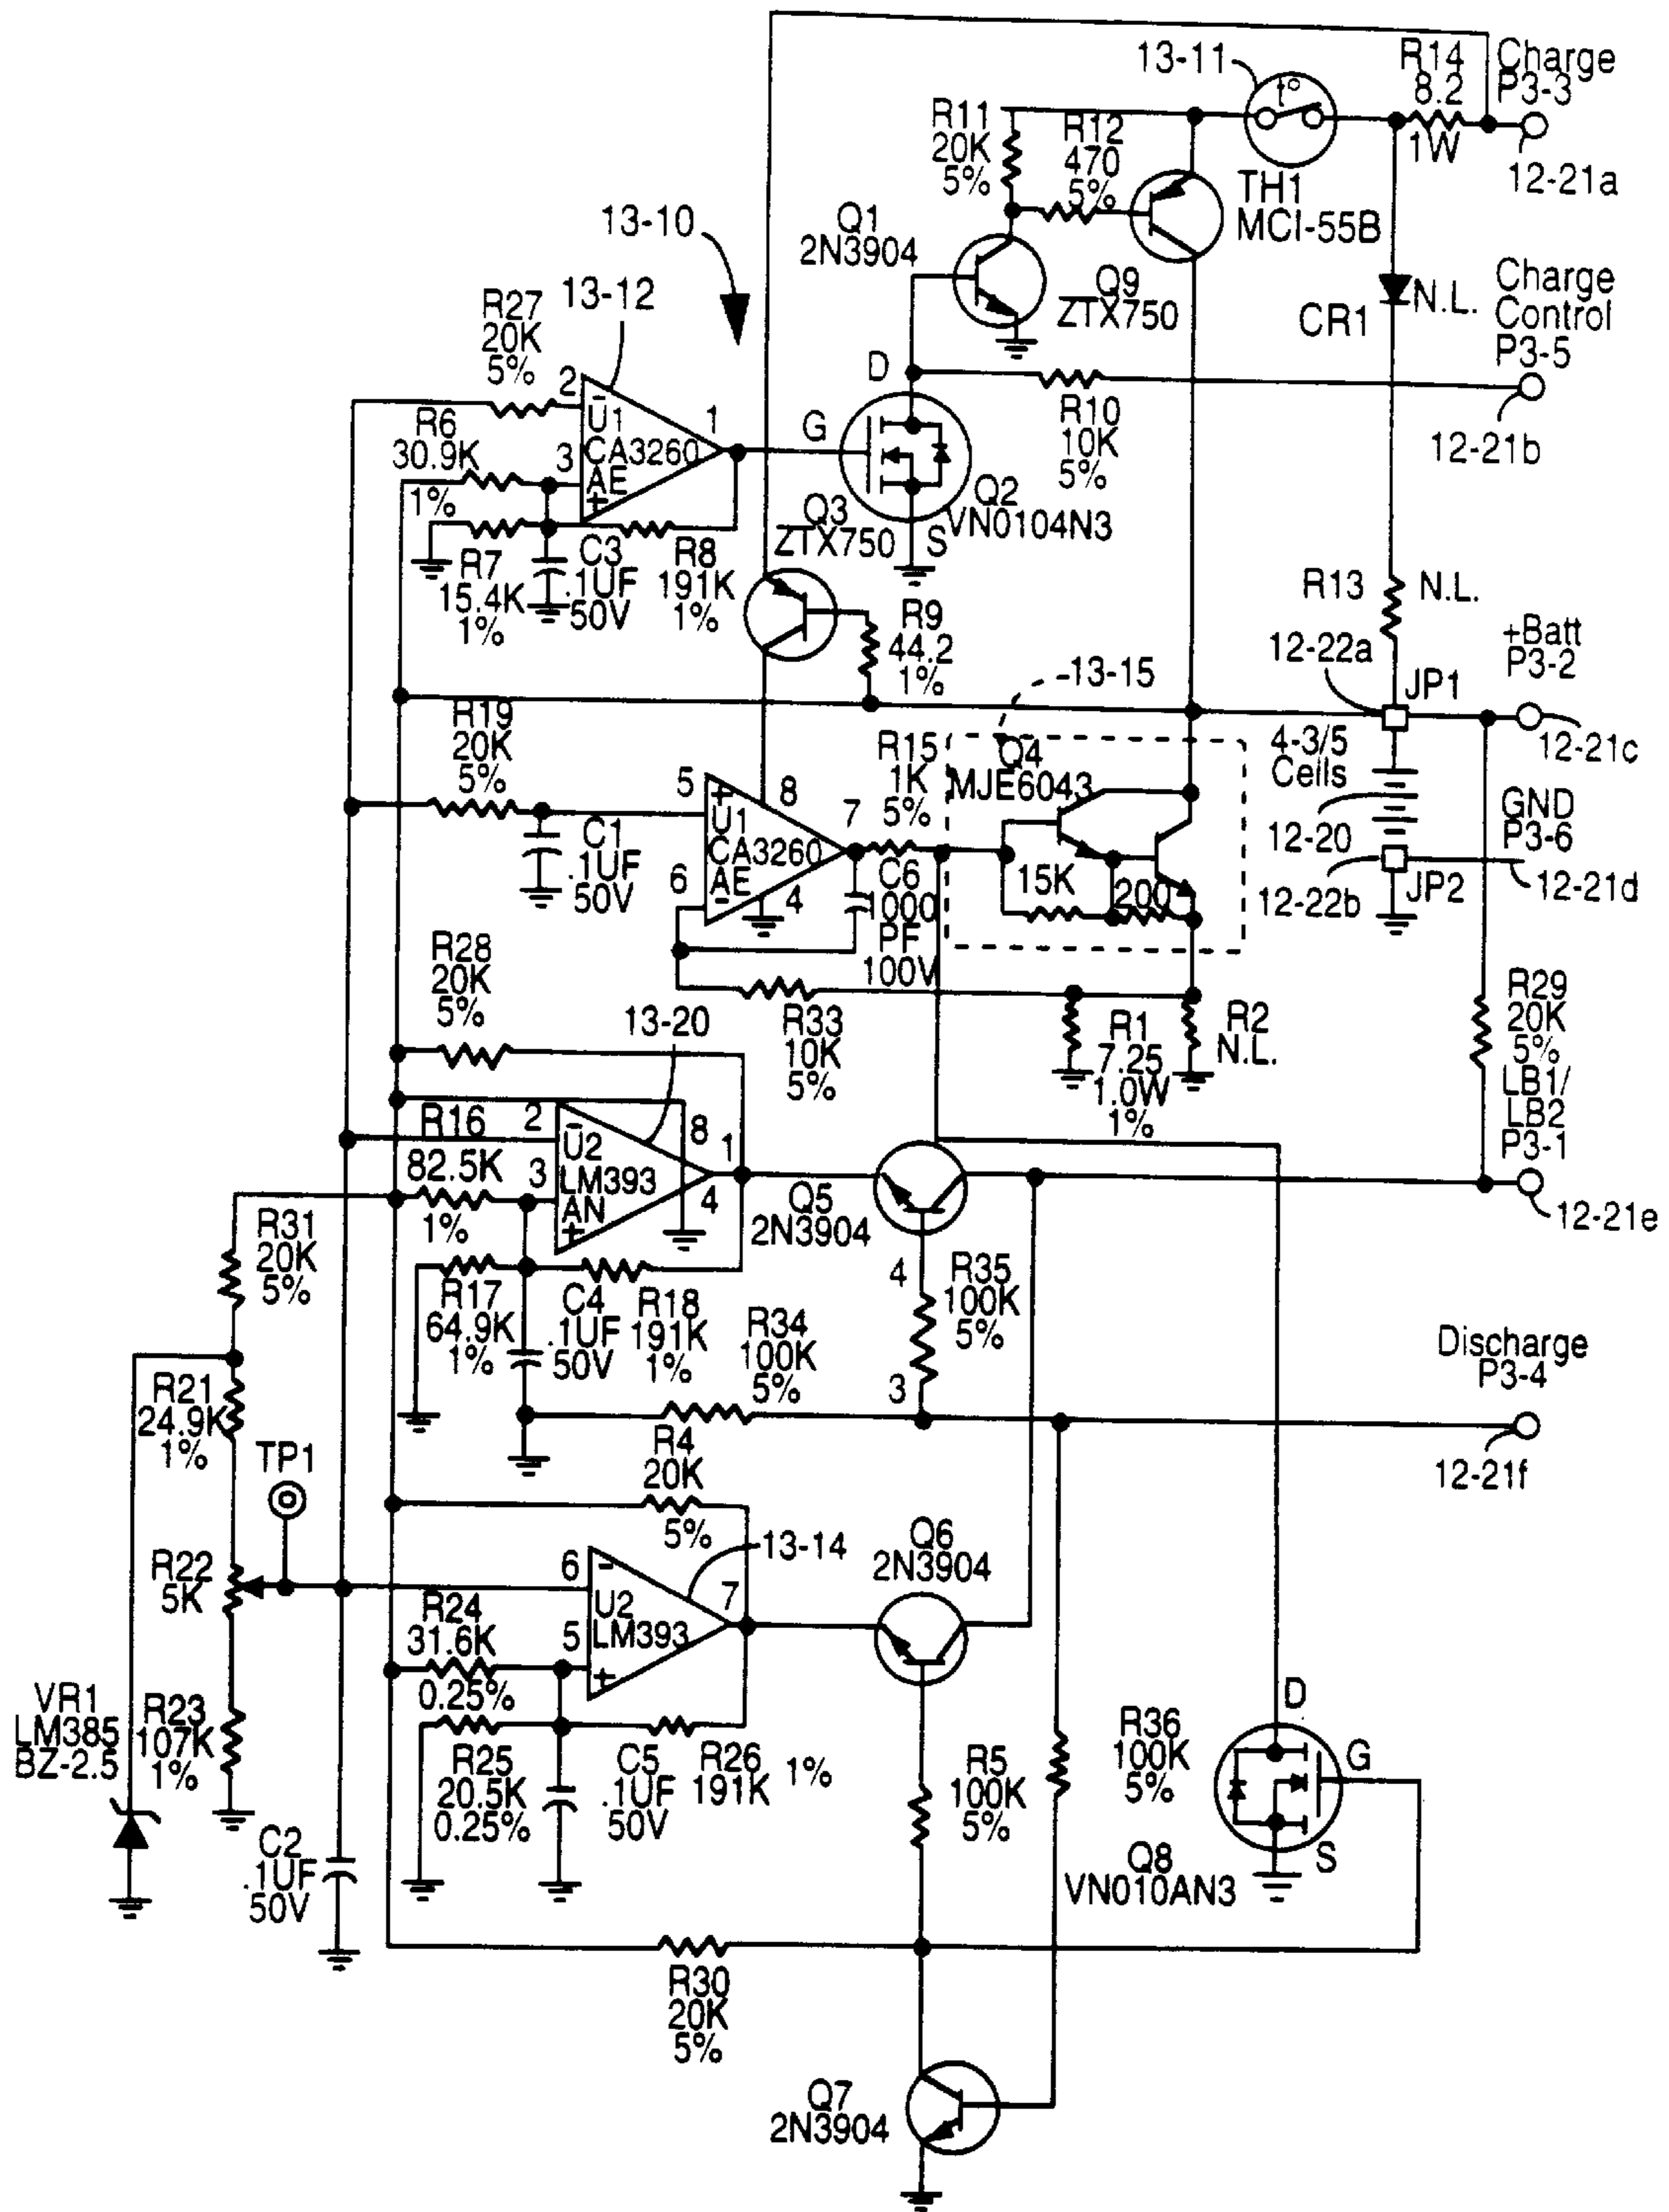 13-11
R14
8.2
1W
Charge
P3-3
12-21a
t°
R11
20K
5%
R12
470
5%
TH1
MCI-55B
13-10
Q1
2N3904
Q9
ZTX750
CR1
N.L.
Charge
Control
P3-5
12-21b
R27
20K
5%
13-12
2
-
U1
CA3260
AE
3
+
1
R6
30.9K
1%
R7
15.4K
1%
C3
.1UF
50V
R8
191K
1%
G
D
S
Q2
VN0104N3
R10
10K
5%
Q3
ZTX750
R9
44.2
1%
R13
N.L.
12-22a
JP1
+Batt
P3-2
12-21c
13-15
R19
20K
5%
C1
.1UF
50V
5
+
U1
CA3260
AE
6
-
8
4
7
R15
1K
5%
C6
1000
PF
100V
Q4
MJE6043
15K
200
4-3/5
Cells
12-20
12-22b
JP2
GND
P3-6
12-21d
R28
20K
5%
13-20
R33
10K
5%
R1
7.25
1.0W
1%
R2
N.L.
R29
20K
5%
LB1/
LB2
P3-1
12-21e
R16
82.5K
1%
2
-
U2
LM393
AN
3
+
8
1
4
Q5
2N3904
R31
20K
5%
R17
64.9K
1%
C4
.1UF
50V
R18
191K
1%
R34
100K
5%
4
R35
100K
5%
3
Discharge
P3-4
12-21f
R21
24.9K
1%
TP1
R4
20K
5%
13-14
R22
5K
6
-
U2
LM393
5
+
7
Q6
2N3904
R24
31.6K
0.25%
R25
20.5K
0.25%
C5
.1UF
50V
R26
191K
1%
VR1
LM385
BZ-2.5
R23
107K
1%
C2
.1UF
50V
R5
100K
5%
R36
100K
5%
D
G
S
Q8
VN010AN3
R30
20K
5%
Q7
2N3904